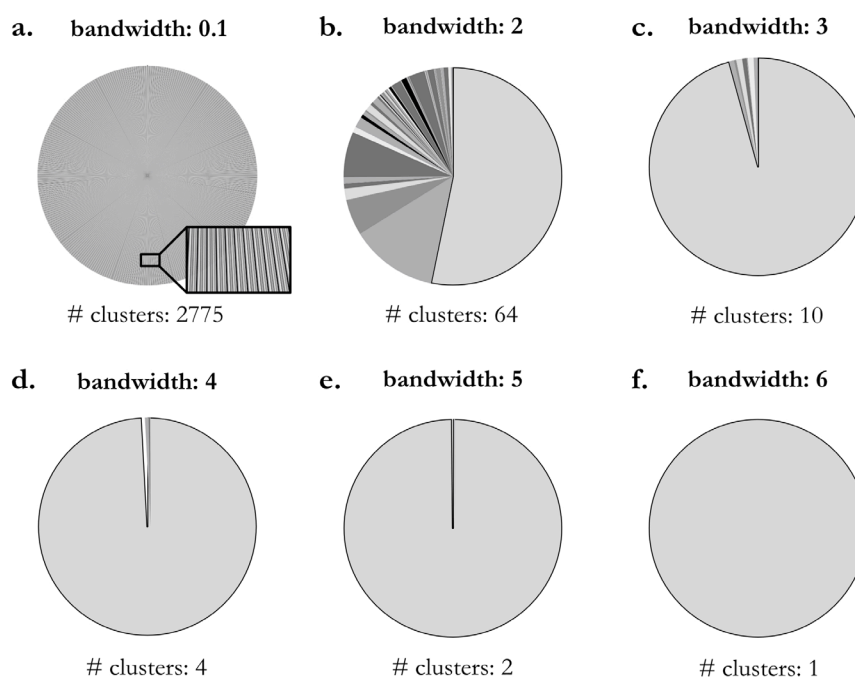 a. bandwidth: 0.1
b. bandwidth: 2
c. bandwidth: 3
# clusters: 2775
# clusters: 64
# clusters: 10
d. bandwidth: 4
e. bandwidth: 5
f. bandwidth: 6
# clusters: 4
# clusters: 2
# clusters: 1